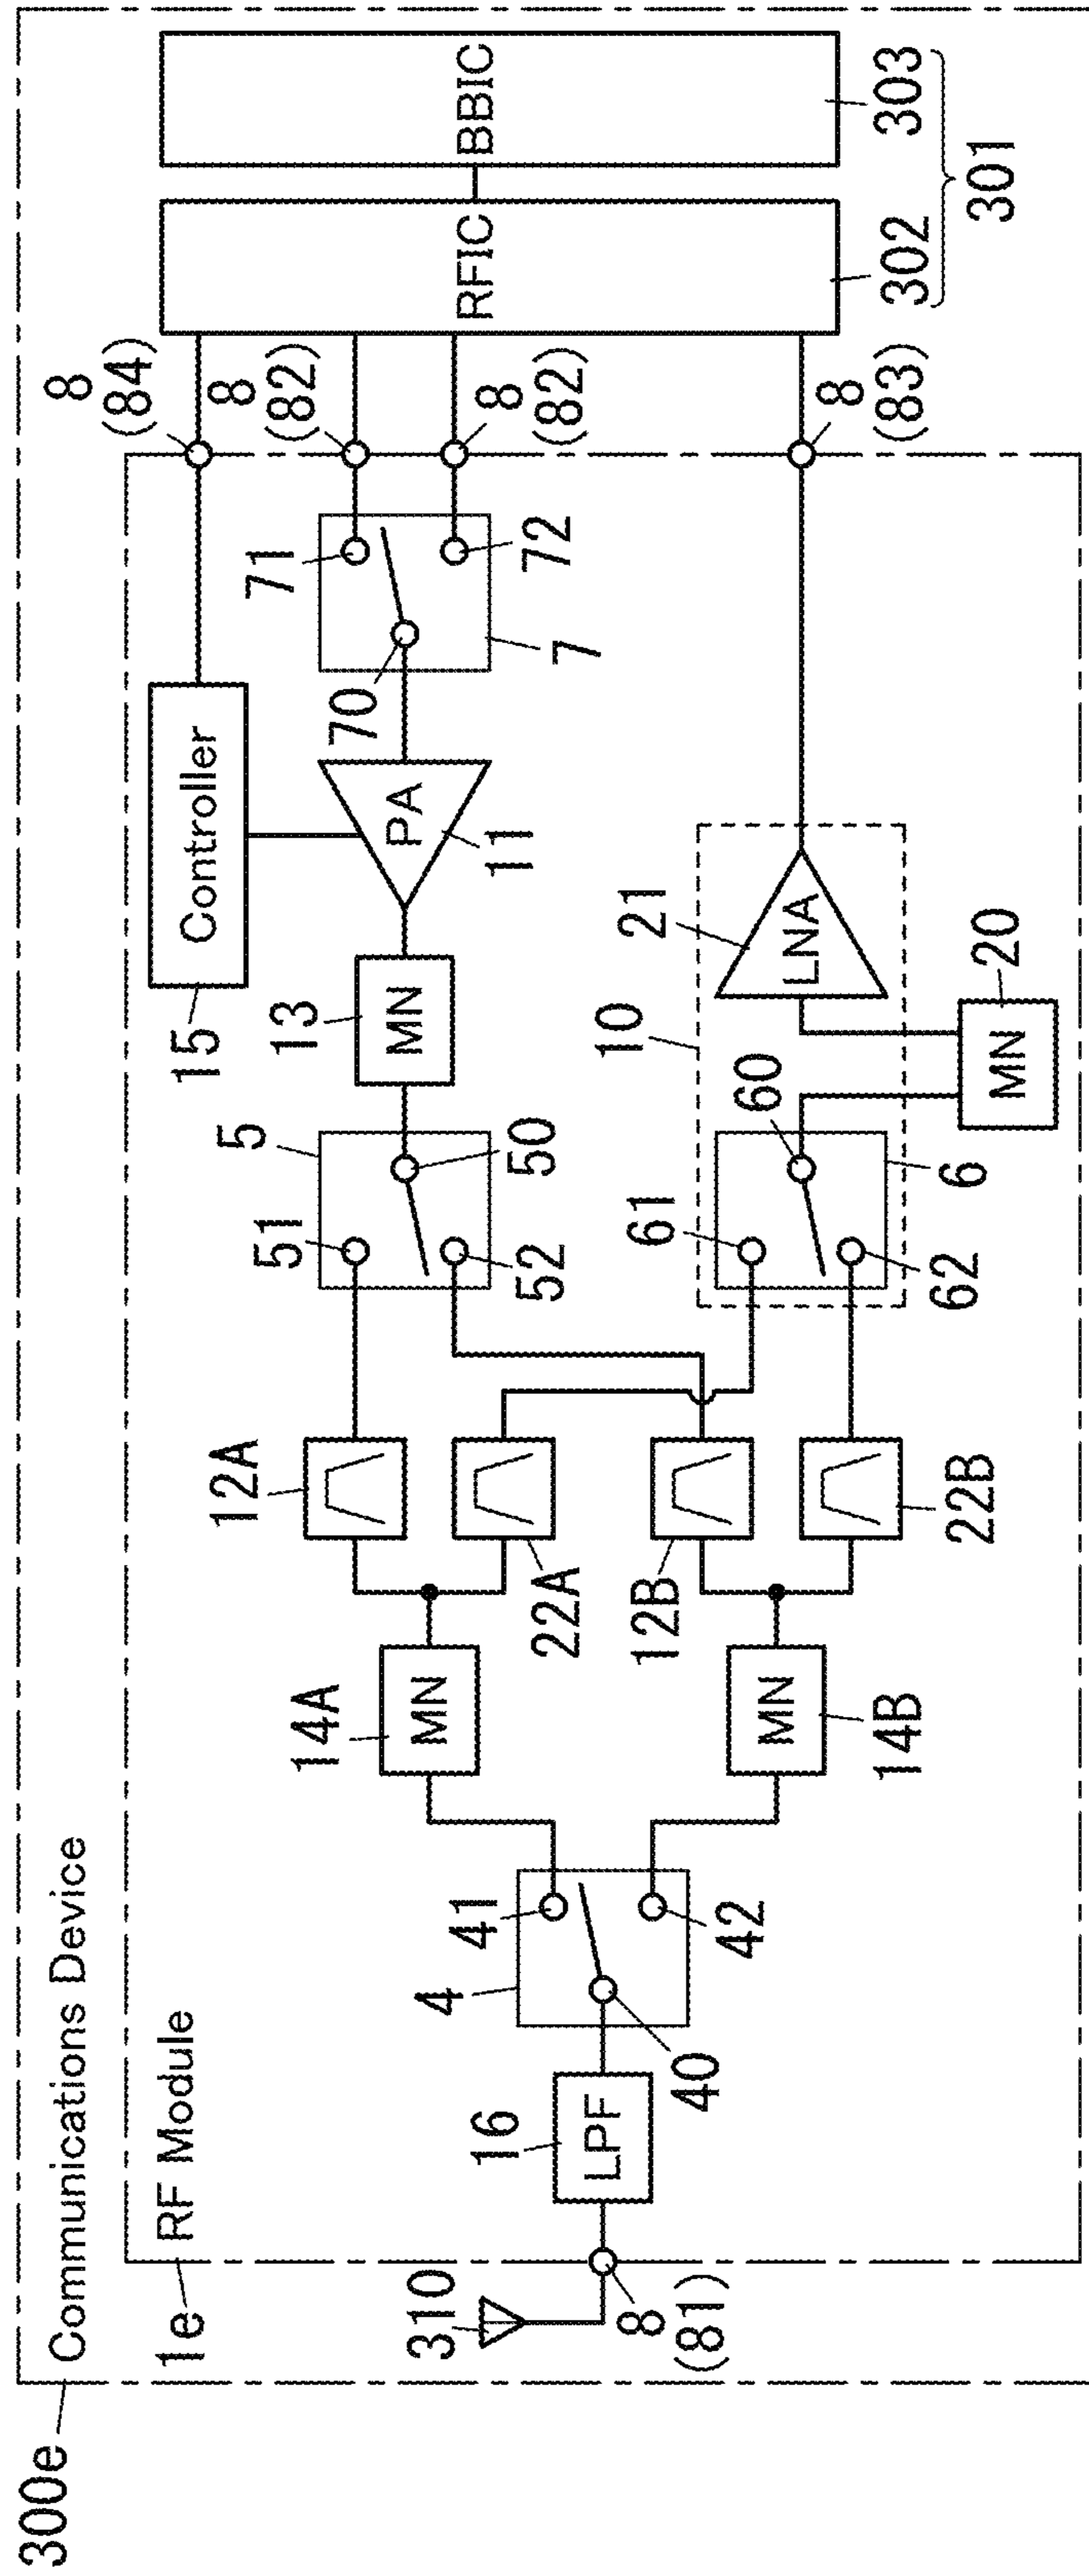 300e
Communications Device
1e
RF Module
310
8
(81)
16
LPF
4
40
41
42
14A
MN
14B
MN
12A
22A
12B
22B
5
51
50
52
61
60
62
6
10
13
MN
20
MN
21
LNA
15
Controller
PA
11
70
71
72
7
8
(84)
8
(82)
8
(82)
8
(83)
RFIC
BBIC
302
303
301